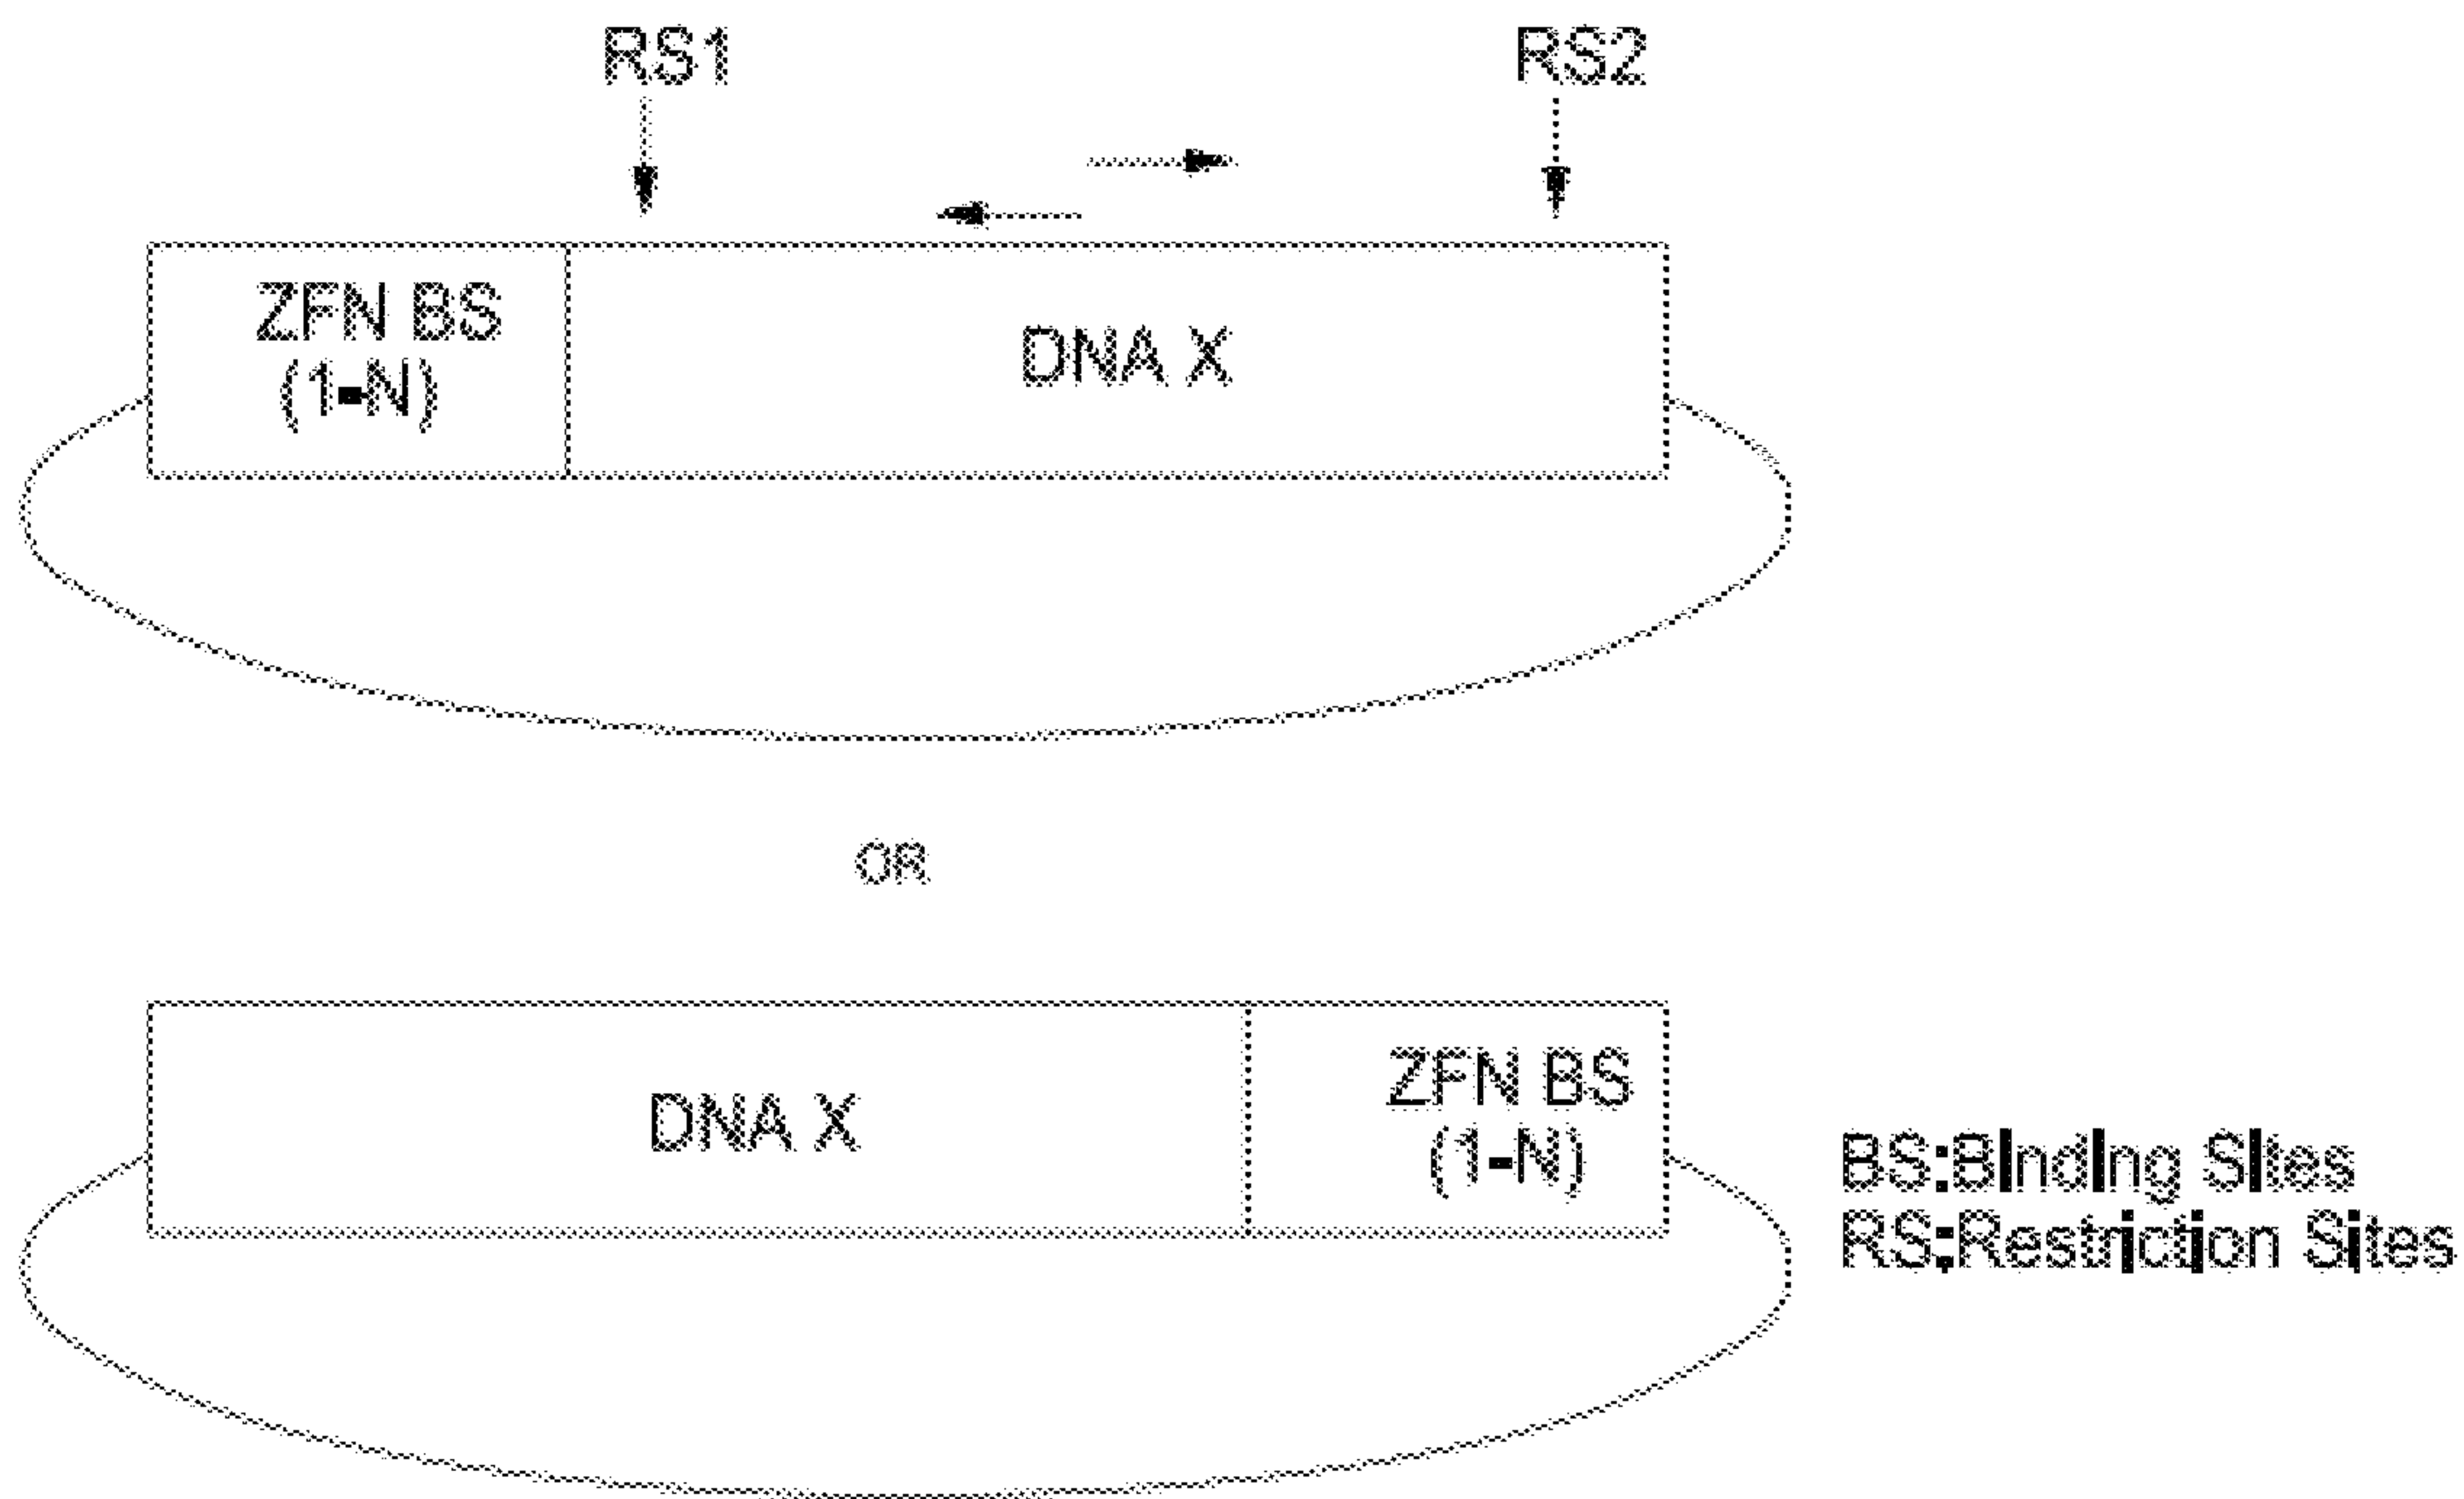 RS1
RS2
ZFN BS
(1-N)
DNA X
OR
DNA X
ZFN BS
(1-N)
BS:Binding Sites
RS:Restriction Sites